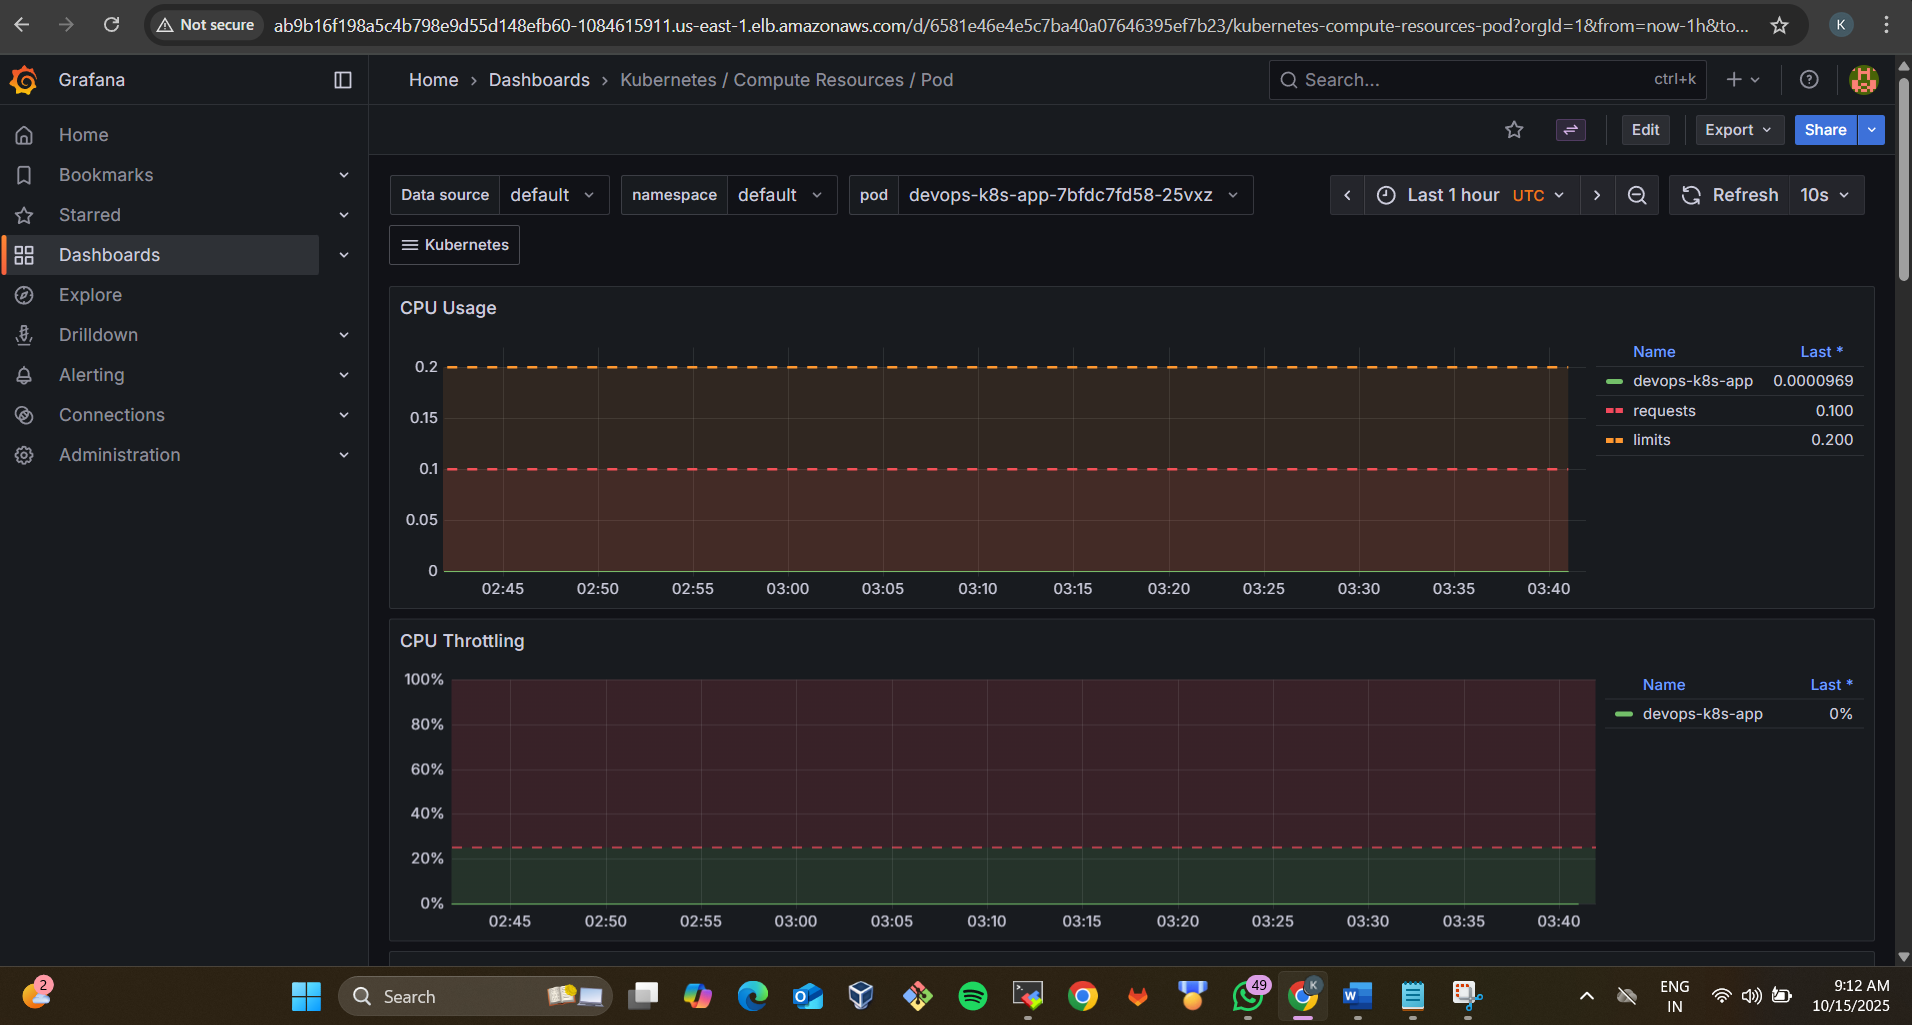 Not secure ab9b16f198a5c4b798e9d55d148efb60-1084615911.us-east-1.elb.amazonaws.com/d/6581e46e4e5c7ba40a07646395ef7b23/kubernetes-compute-resources-pod?orgId=1&from=now-1h&to... K
Grafana
Home › Dashboards › Kubernetes / Compute Resources / Pod
Search... ctrl+k
Edit Export Share
Home
Bookmarks
Starred
Dashboards
Explore
Drilldown
Alerting
Connections
Administration
Data source default namespace default pod devops-k8s-app-7bfdc7fd58-25vxz Last 1 hour UTC Refresh 10s
Kubernetes
CPU Usage
0.2
0.15
0.1
0.05
0
02:45 02:50 02:55 03:00 03:05 03:10 03:15 03:20 03:25 03:30 03:35 03:40
Name Last *
devops-k8s-app 0.0000969
requests 0.100
limits 0.200
CPU Throttling
100%
80%
60%
40%
20%
0%
02:45 02:50 02:55 03:00 03:05 03:10 03:15 03:20 03:25 03:30 03:35 03:40
Name Last *
devops-k8s-app 0%
2
Search
49
K
W
ENG
IN
9:12 AM
10/15/2025